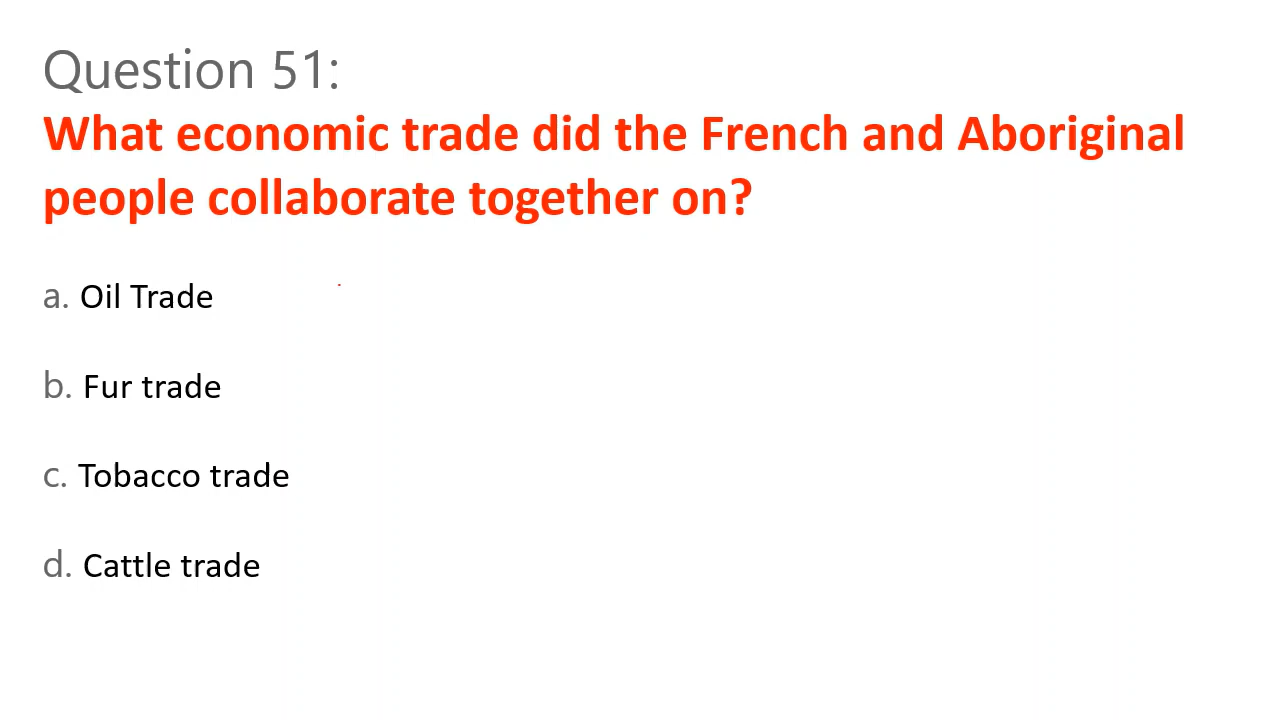 Question 51:
What economic trade did the French and Aboriginal
people collaborate together on?
a. Oil Trade
b. Fur trade
c. Tobacco trade
d. Cattle trade